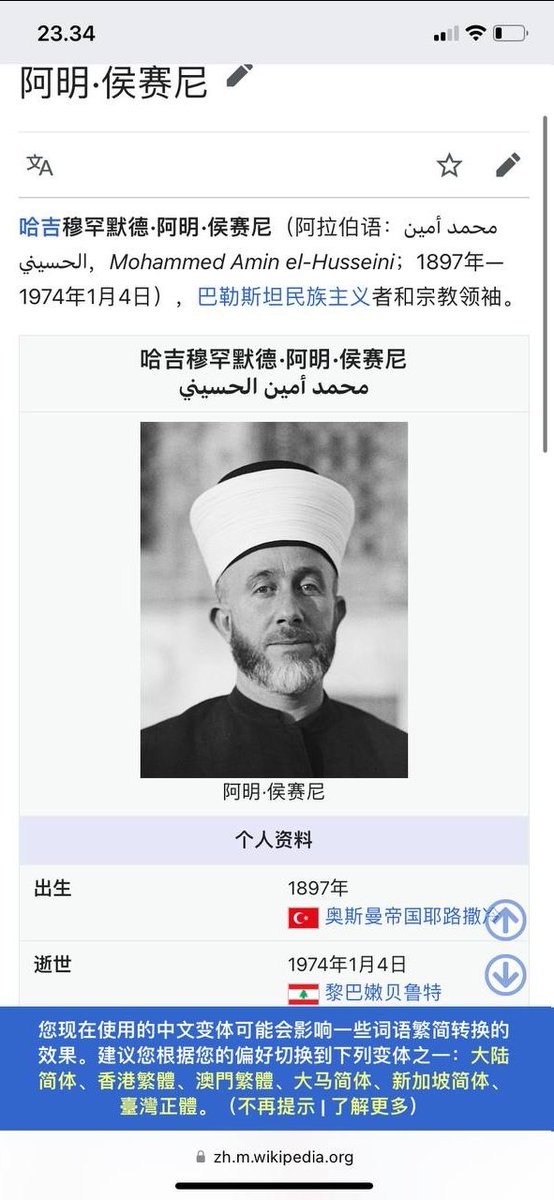 23.34
阿明·侯赛尼
文A
哈吉穆罕默德·阿明·侯赛尼（阿拉伯语：محمد أمين
الحسيني，Mohammed Amin el-Husseini；1897年—
1974年1月4日），巴勒斯坦民族主义者和宗教领袖。
哈吉穆罕默德·阿明·侯赛尼
محمد أمين الحسيني
阿明·侯赛尼
个人资料
出生
1897年
奥斯曼帝国耶路撒冷
逝世
1974年1月4日
黎巴嫩贝鲁特
您现在使用的中文变体可能会影响一些词语繁简转换的
效果。建议您根据您的偏好切换到下列变体之一：大陆
简体、香港繁體、澳門繁體、大马简体、新加坡简体、
臺灣正體。（不再提示 | 了解更多）
zh.m.wikipedia.org